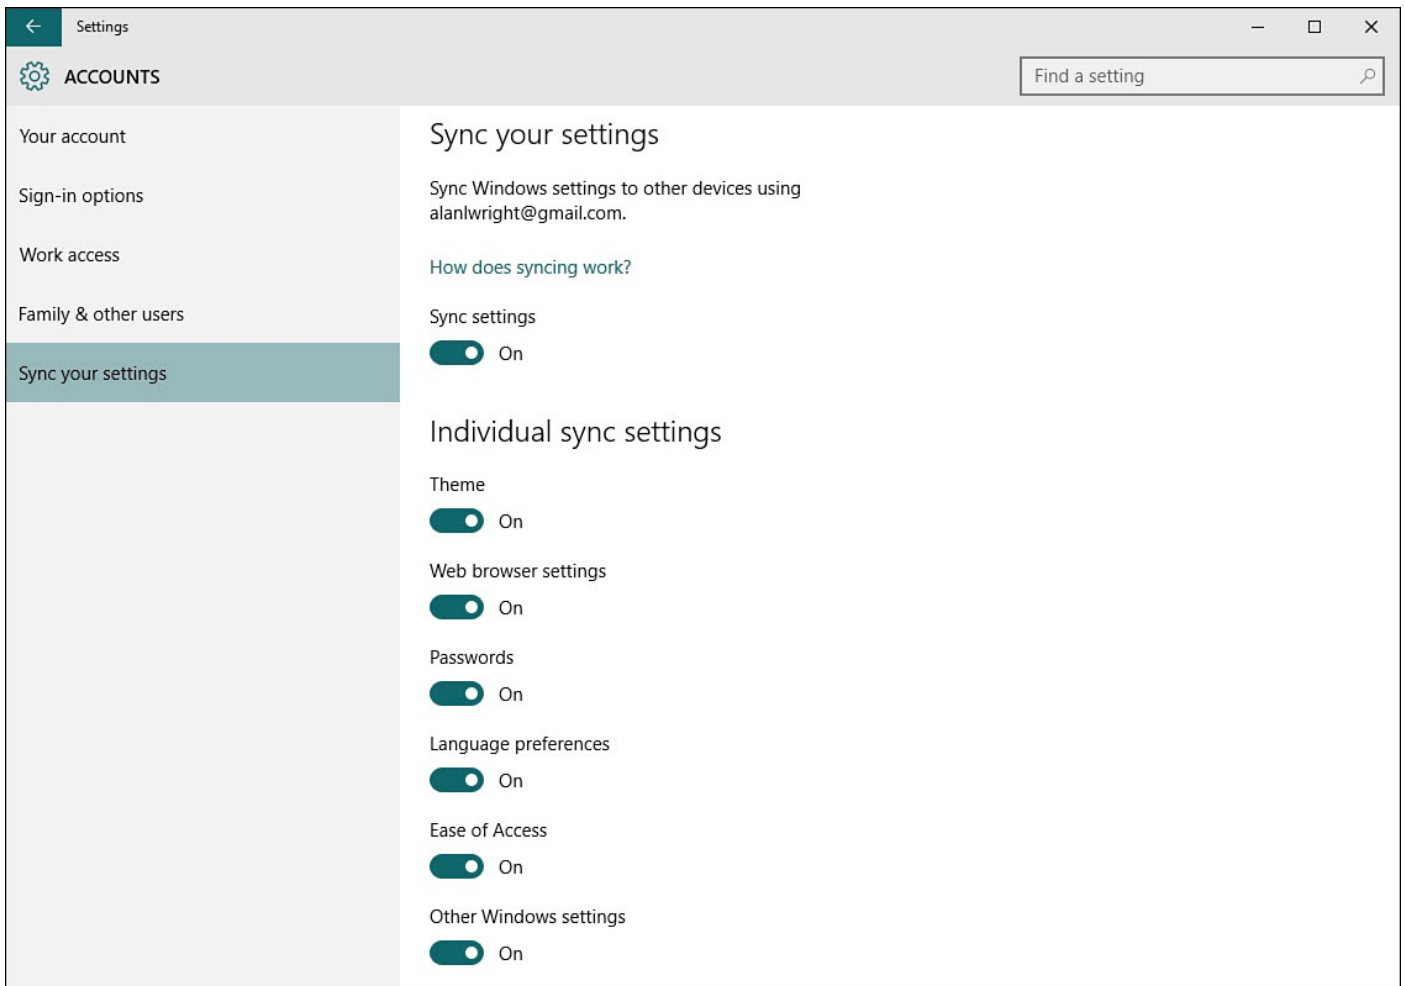 Settings
ACCOUNTS
Find a setting
Your account
Sign-in options
Work access
Family & other users
Sync your settings
Sync your settings
Sync Windows settings to other devices using
alanlwright@gmail.com.
How does syncing work?
Sync settings
On
Individual sync settings
Theme
On
Web browser settings
On
Passwords
On
Language preferences
On
Ease of Access
On
Other Windows settings
On